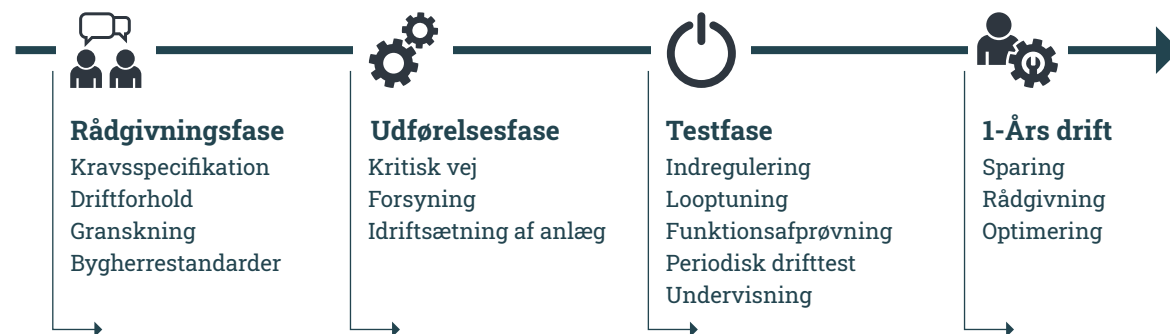 Rådgivningsfase
Kravsspecifikation
Driftforhold
Granskning
Bygherrestandarder
Udførelsesfase
Kritisk vej
Forsyning
Idriftsætning af anlæg
Testfase
Indregulering
Looptuning
Funktionsafprøvning
Periodisk drifttest
Undervisning
1-Års drift
Sparing
Rådgivning
Optimering